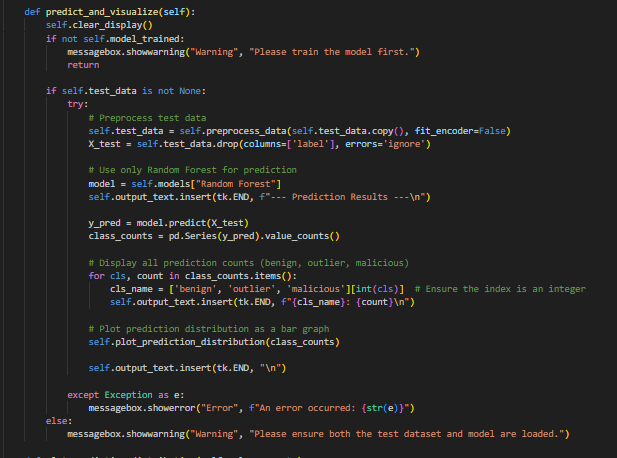 def predict_and_visualize(self):
    self.clear_display()
    if not self.model_trained:
        messagebox.showwarning("Warning", "Please train the model first.")
        return

    if self.test_data is not None:
        try:
            # Preprocess test data
            self.test_data = self.preprocess_data(self.test_data.copy(), fit_encoder=False)
            X_test = self.test_data.drop(columns=['label'], errors='ignore')

            # Use only Random Forest for prediction
            model = self.models["Random Forest"]
            self.output_text.insert(tk.END, f"--- Prediction Results ---\n")

            y_pred = model.predict(X_test)
            class_counts = pd.Series(y_pred).value_counts()

            # Display all prediction counts (benign, outlier, malicious)
            for cls, count in class_counts.items():
                cls_name = ['benign', 'outlier', 'malicious'][int(cls)]  # Ensure the index is an integer
                self.output_text.insert(tk.END, f"{cls_name}: {count}\n")

            # Plot prediction distribution as a bar graph
            self.plot_prediction_distribution(class_counts)

            self.output_text.insert(tk.END, "\n")

        except Exception as e:
            messagebox.showerror("Error", f"An error occurred: {str(e)}")
    else:
        messagebox.showwarning("Warning", "Please ensure both the test dataset and model are loaded.")